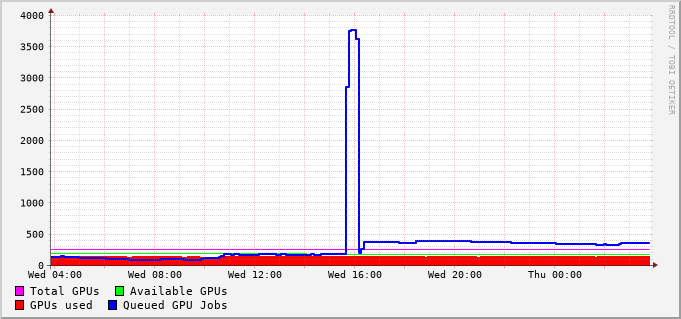 4000
3500
3000
2500
2000
1500
1000
500
0
Wed 04:00 Wed 08:00 Wed 12:00 Wed 16:00 Wed 20:00 Thu 00:00
Total GPUs Available GPUs
GPUs used Queued GPU Jobs
RRDTOOL / TOBI OETIKER